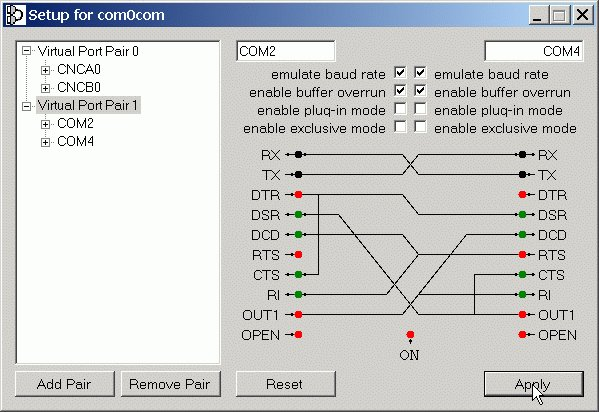 Setup for com0com
Virtual Port Pair 0
CNCA0
CNCB0
Virtual Port Pair 1
COM2
COM4
COM2 COM4
emulate baud rate emulate baud rate
enable buffer overrun enable buffer overrun
enable plug-in mode enable plug-in mode
enable exclusive mode enable exclusive mode
RX RX
TX TX
DTR DTR
DSR DSR
DCD DCD
RTS RTS
CTS CTS
RI RI
OUT1 OUT1
OPEN OPEN
ON
Add Pair Remove Pair Reset Apply